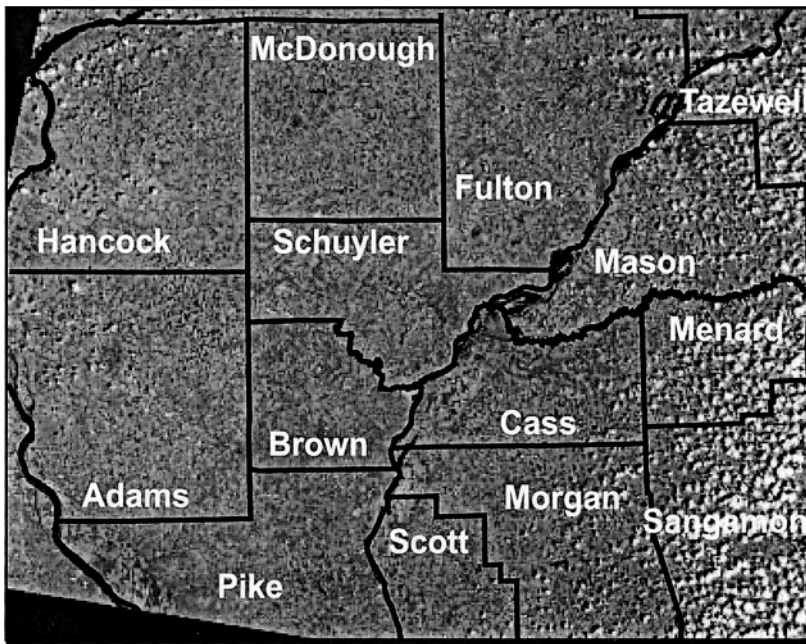 McDonough
Tazewell
Fulton
Hancock
Schuyler
Mason
Menard
Cass
Brown
Adams
Morgan
Sangamon
Scott
Pike